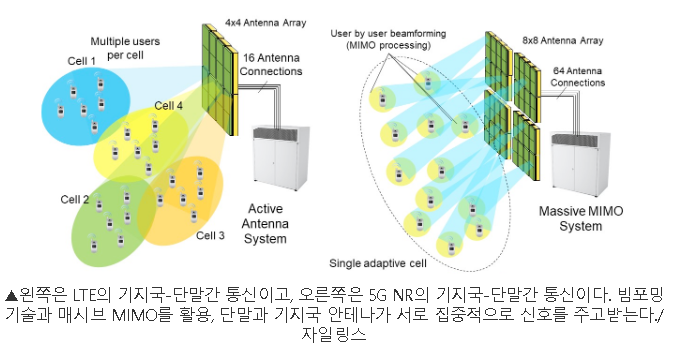 4x4 Antenna Array
Multiple users
per cell
Cell 1
16 Antenna
Connections
Cell 4
Cell 2
Cell 3
Active
Antenna
System
User by user beamforming
(MIMO processing)
8x8 Antenna Array
64 Antenna
Connections
Massive MIMO
System
Single adaptive cell
▲왼쪽은 LTE의 기지국-단말간 통신이고, 오른쪽은 5G NR의 기지국-단말간 통신이다. 빔포밍
기술과 매시브 MIMO를 활용, 단말과 기지국 안테나가 서로 집중적으로 신호를 주고받는다./
자일링스